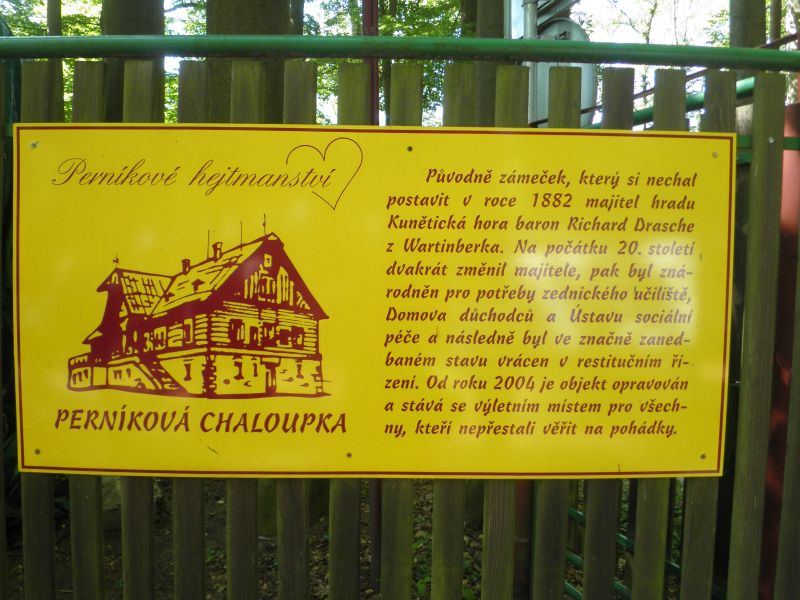 Perníkové hejtmanství
PERNÍKOVÁ CHALOUPKA
Původně zámeček, který si nechal
postavit v roce 1882 majitel hradu
Kunětická hora baron Richard Drasche
z Wartinberka. Na počátku 20. století
dvakrát změnil majitele, pak byl zná-
rodněn pro potřeby zednického učiliště,
Domova důchodců a Ústavu sociální
péče a následně byl ve značně zaned-
baném stavu vrácen v restitučním ří-
zení. Od roku 2004 je objekt opravován
a stává se výletním místem pro všech-
ny, kteří nepřestali věřit na pohádky.